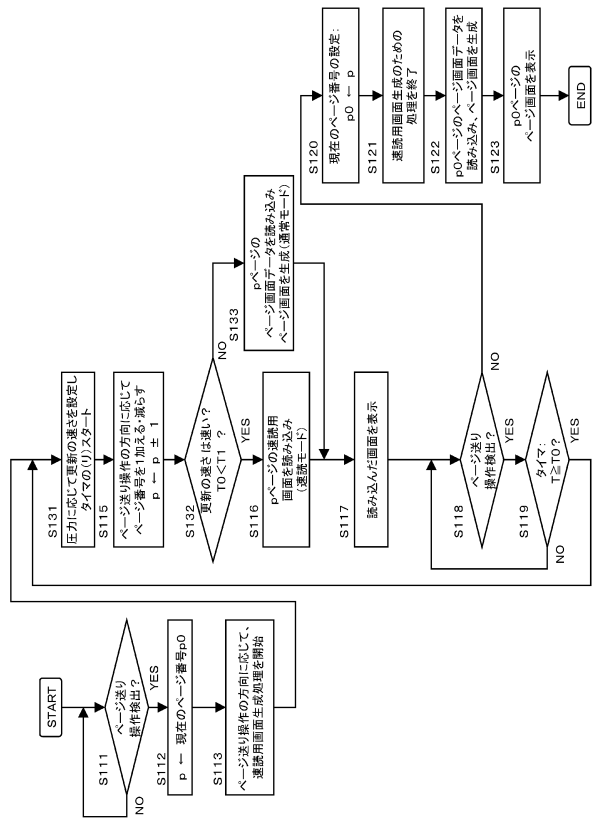 START
S111
ページ送り
操作検出？
NO
YES
S112
p ← 現在のページ番号p0
S113
ページ送り操作の方向に応じて、
速読用画面生成処理を開始
S131
圧力に応じて更新の速さを設定し
タイマの(リ)スタート
S115
ページ送り操作の方向に応じて
ページ番号を1加える・減らす
p ← p ± 1
S132
更新の速さは速い？
T0＜T1 ？
NO
YES
S133
pページの
ページ画面データを読み込み
ページ画面を生成(通常モード)
S116
pページの速読用
画面を読み込み
(速読モード)
S117
読み込んだ画面を表示
S118
ページ送り
操作検出？
NO
YES
S119
タイマ：
T≧T0？
NO
YES
S120
現在のページ番号の設定：
p0 ← p
S121
速読用画面生成のための
処理を終了
S122
p0ページのページ画面データを
読み込み、ページ画面を生成
S123
p0ページの
ページ画面を表示
END